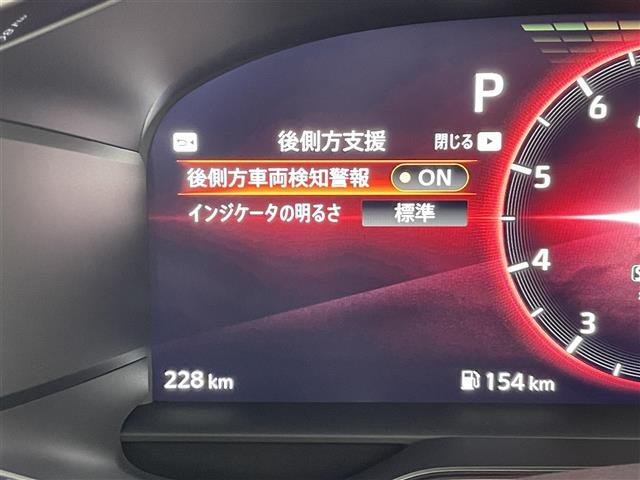 P
後側方支援 閉じる
後側方車両検知警報 ON
インジケータの明るさ 標準
6
5
4
3
228 km
154 km